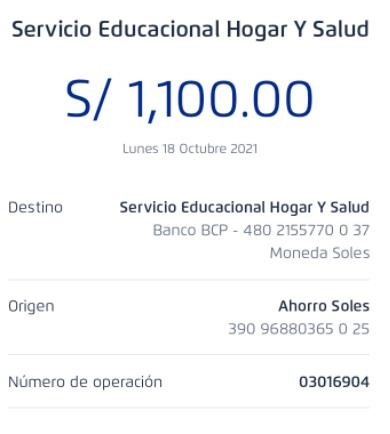 Servicio Educacional Hogar Y Salud
S/ 1,100.00
Lunes 18 Octubre 2021
Destino Servicio Educacional Hogar Y Salud
Banco BCP - 480 2155770 0 37
Moneda Soles
Origen Ahorro Soles
390 96880365 0 25
Número de operación 03016904